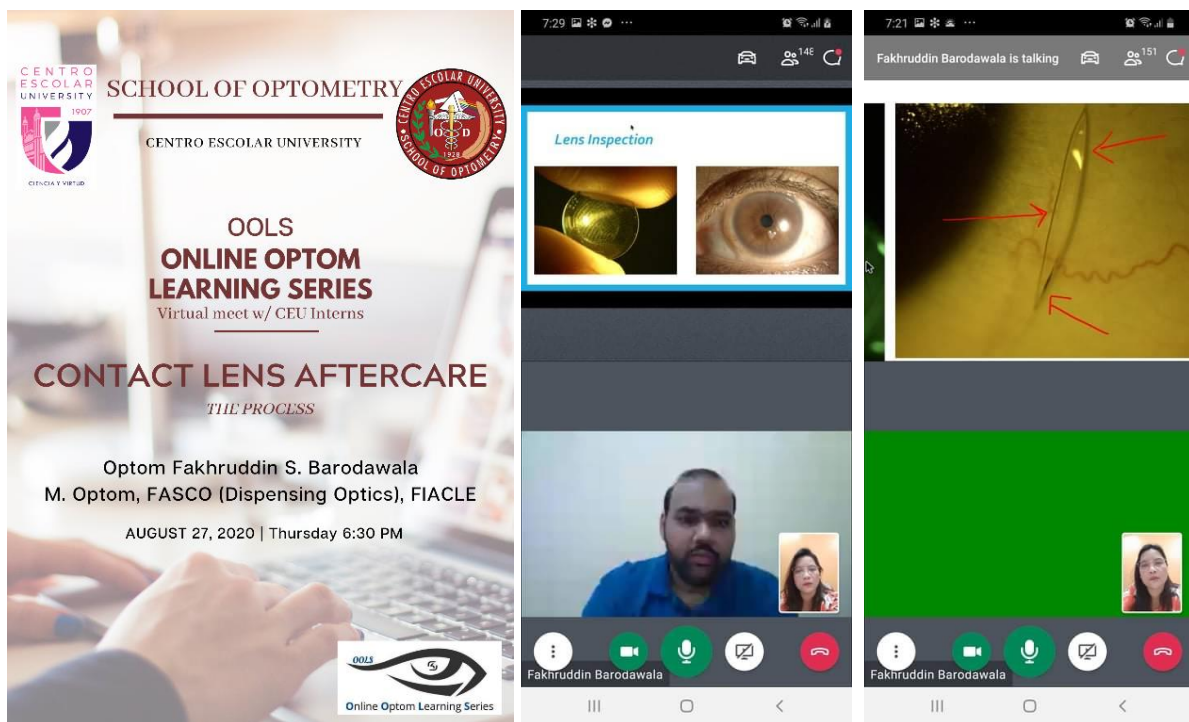 CENTRO
ESCOLAR
UNIVERSITY
1907
CIENCIA Y VIRTUD
SCHOOL OF OPTOMETRY
CENTRO ESCOLAR UNIVERSITY
CENTRO ESCOLAR UNIVERSITY
O D
1928
SCHOOL OF OPTOMETRY
OOLS
ONLINE OPTOM
LEARNING SERIES
Virtual meet w/ CEU Interns
CONTACT LENS AFTERCARE
THE PROCESS
Optom Fakhruddin S. Barodawala
M. Optom, FASCO (Dispensing Optics), FIACLE
AUGUST 27, 2020 | Thursday 6:30 PM
OOLS
Online Optom Learning Series
7:29
148
Lens Inspection
Fakhruddin Barodawala
7:21
Fakhruddin Barodawala is talking
151
Fakhruddin Barodawala